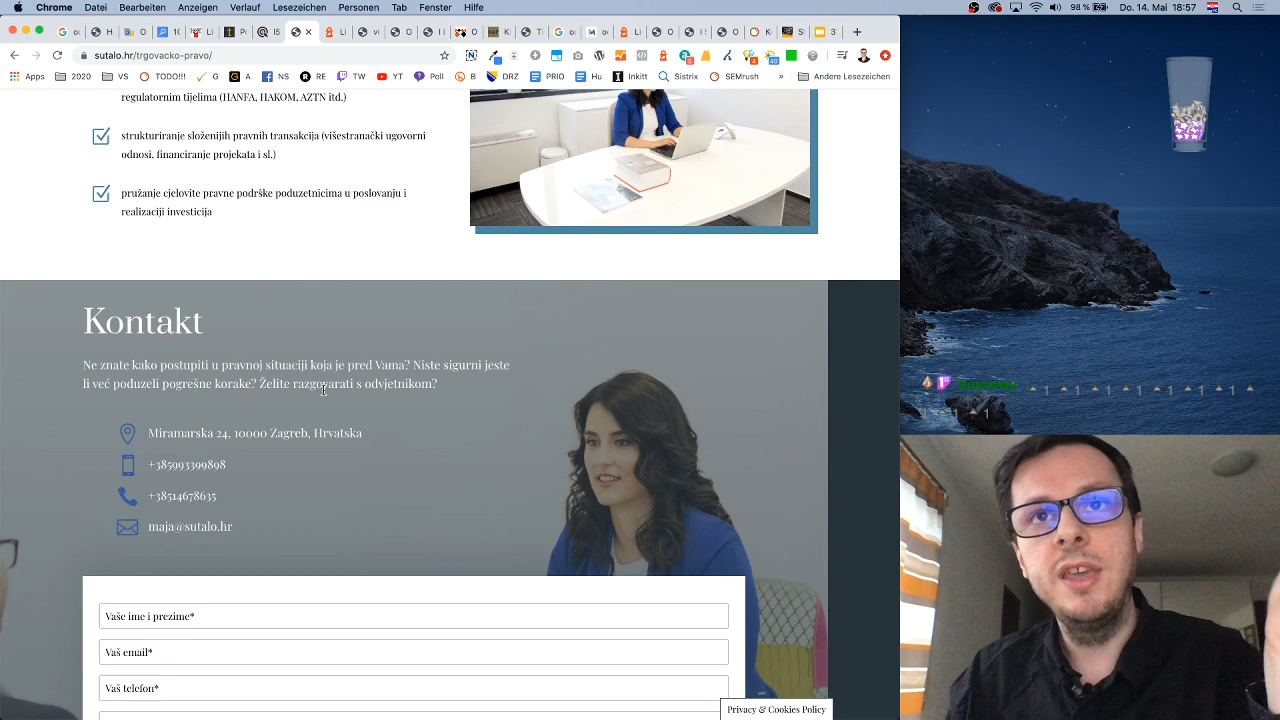 Chrome Datei Bearbeiten Anzeigen Verlauf Lesezeichen Personen Tab Fenster Hilfe
98 % Do. 14. Mai 18:57
sutalo.hr/trgovacko-pravo/
Apps 2020 VS TODO!!! G A NS RE TW YT Poll B DRZ PRIO Hu Inkitt Sistrix SEMrush » Andere Lesezeichen
regulatornim tijelima (HANFA, HAKOM, AZTN itd.)
strukturiranje složenijih pravnih transakcija (višestranački ugovorni
odnosi, financiranje projekata i sl.)
pružanje cjelovite pravne podrške poduzetnicima u poslovanju i
realizaciji investicija
Kontakt
Ne znate kako postupiti u pravnoj situaciji koja je pred Vama? Niste sigurni jeste
li već poduzeli pogrešne korake? Želite razgovarati s odvjetnikom?
Miramarska 24, 10000 Zagreb, Hrvatska
+385993399898
+38514678635
maja@sutalo.hr
Vaše ime i prezime*
Vaš email*
Vaš telefon*
Privacy & Cookies Policy